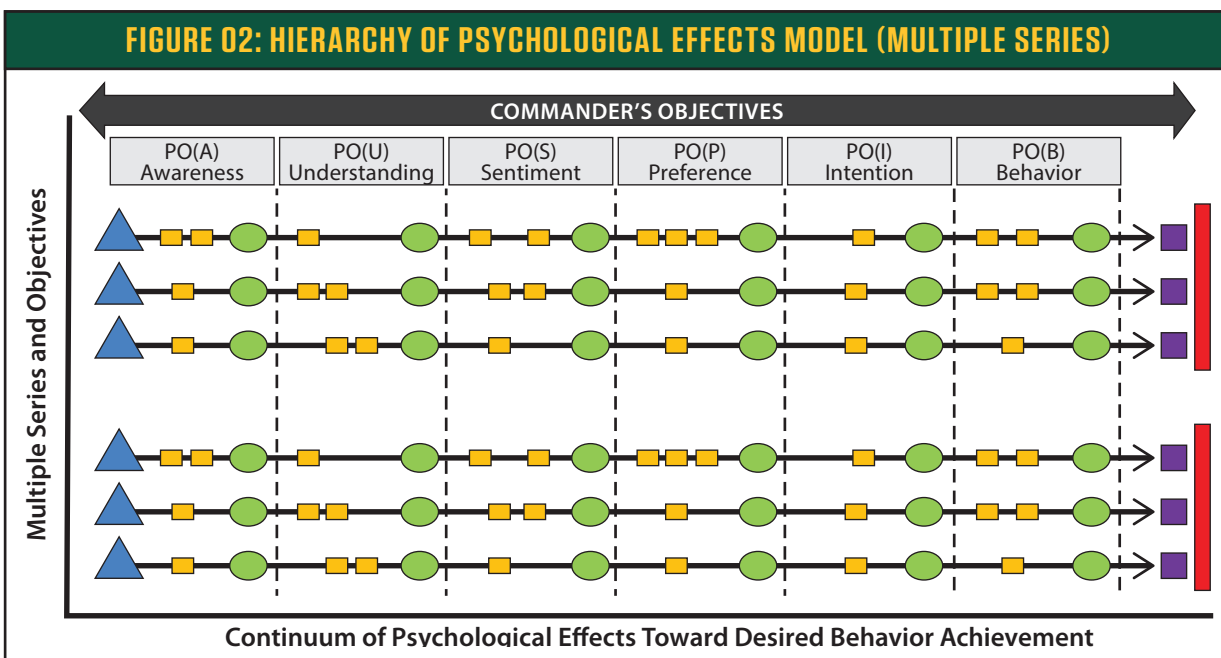 FIGURE 02: HIERARCHY OF PSYCHOLOGICAL EFFECTS MODEL (MULTIPLE SERIES)
COMMANDER'S OBJECTIVES
PO(A)
Awareness
PO(U)
Understanding
PO(S)
Sentiment
PO(P)
Preference
PO(I)
Intention
PO(B)
Behavior
Multiple Series and Objectives
Continuum of Psychological Effects Toward Desired Behavior Achievement